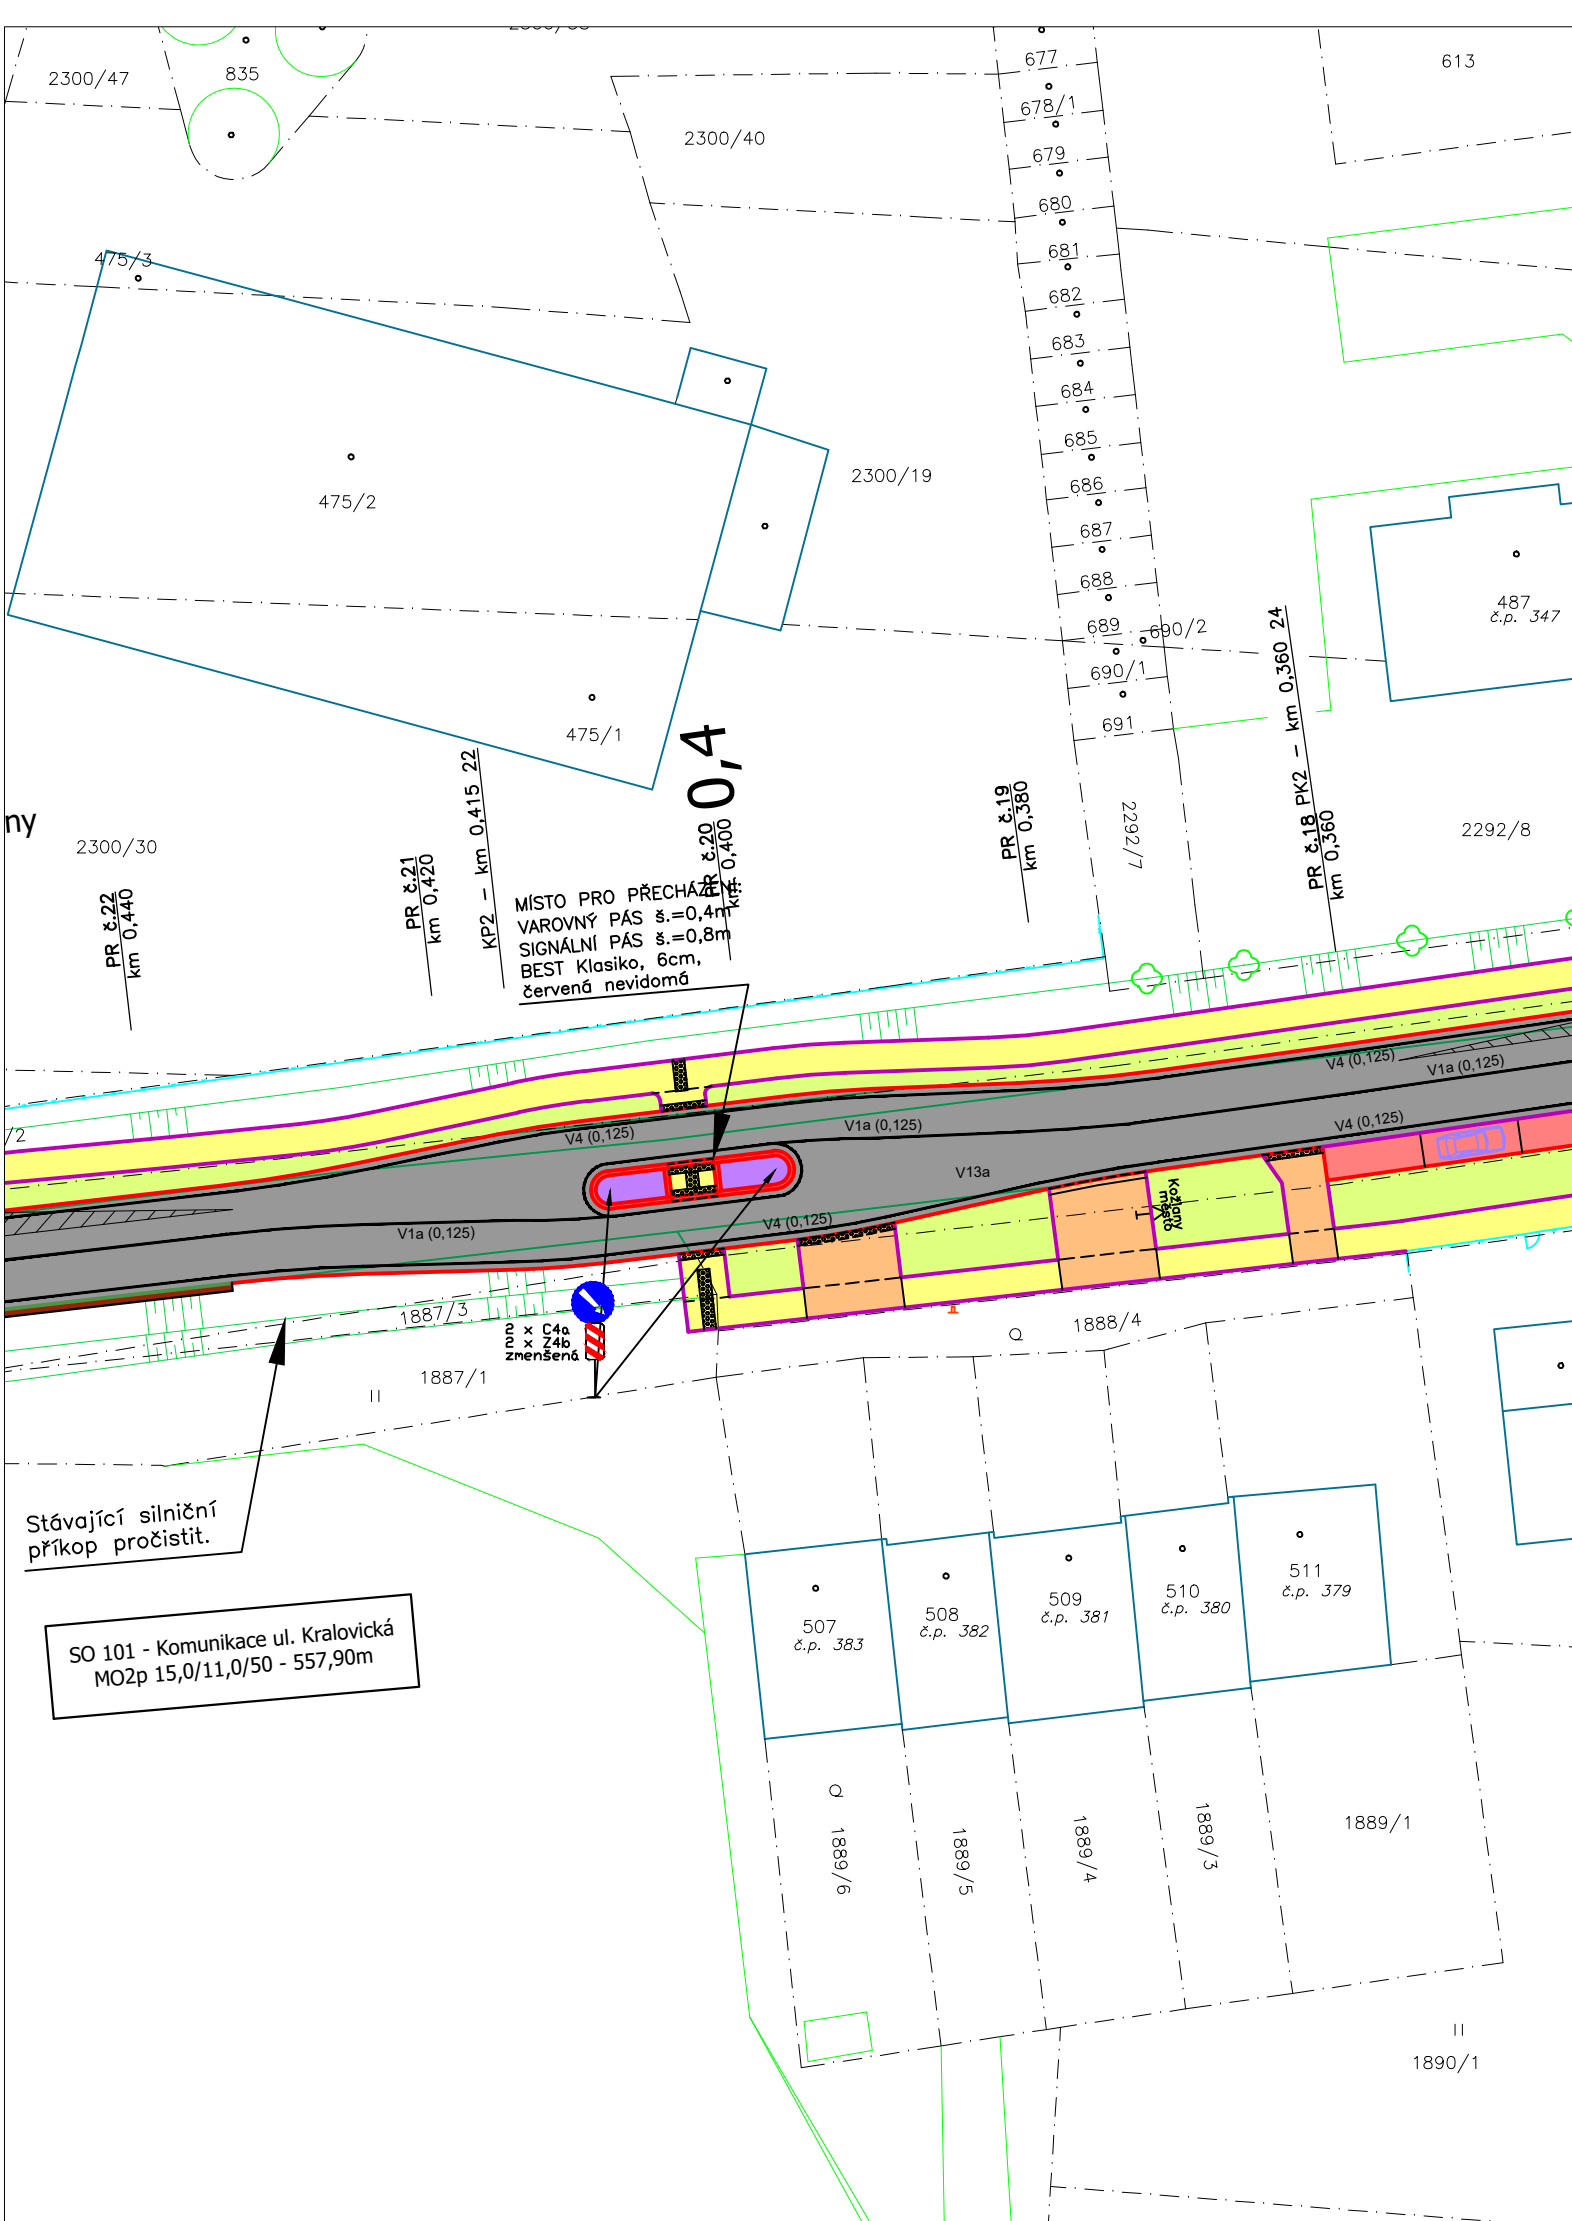 2300/47
835
677
613
678/1
2300/40
679
680
681
475/3
682
683
684
685
2300/19
686
475/2
687
688
487
č.p. 347
689
690/2
690/1
691
475/1
0,4
ny
2300/30
2292/7
2292/8
PR č.22
km 0,440
PR č.21
km 0,420
KP2 - km 0,415 22
PR č.20
km 0,400
PR č.19
km 0,380
PR č.18 PK2 - km 0,360 24
km 0,360
MÍSTO PRO PŘECHÁZENÍ:
VAROVNÝ PÁS š.=0,4m
SIGNÁLNÍ PÁS š.=0,8m
BEST Klasiko, 6cm,
červená nevidomá
/2
V4 (0,125)
V1a (0,125)
V4 (0,125)
V1a (0,125)
V4 (0,125)
V13a
V1a (0,125)
V4 (0,125)
Kožlany
město
1887/3
2 x C4a
2 x Z4b
zmenšená
1888/4
1887/1
Stávající silniční
příkop pročistit.
SO 101 - Komunikace ul. Kralovická
MO2p 15,0/11,0/50 - 557,90m
507
č.p. 383
508
č.p. 382
509
č.p. 381
510
č.p. 380
511
č.p. 379
1889/6
1889/5
1889/4
1889/3
1889/1
1890/1